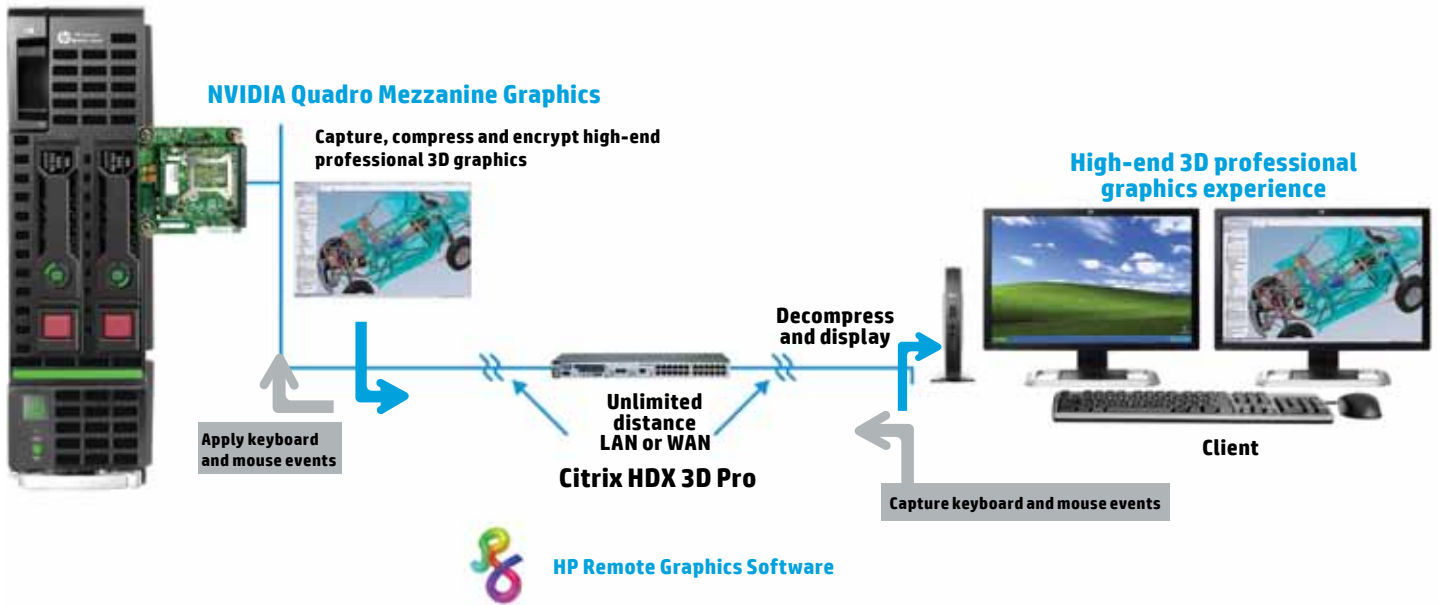 NVIDIA Quadro Mezzanine Graphics
Capture, compress and encrypt high-end
professional 3D graphics
High-end 3D professional
graphics experience
Decompress
and display
Unlimited
distance
LAN or WAN
Citrix HDX 3D Pro
Apply keyboard
and mouse events
Client
Capture keyboard and mouse events
HP Remote Graphics Software